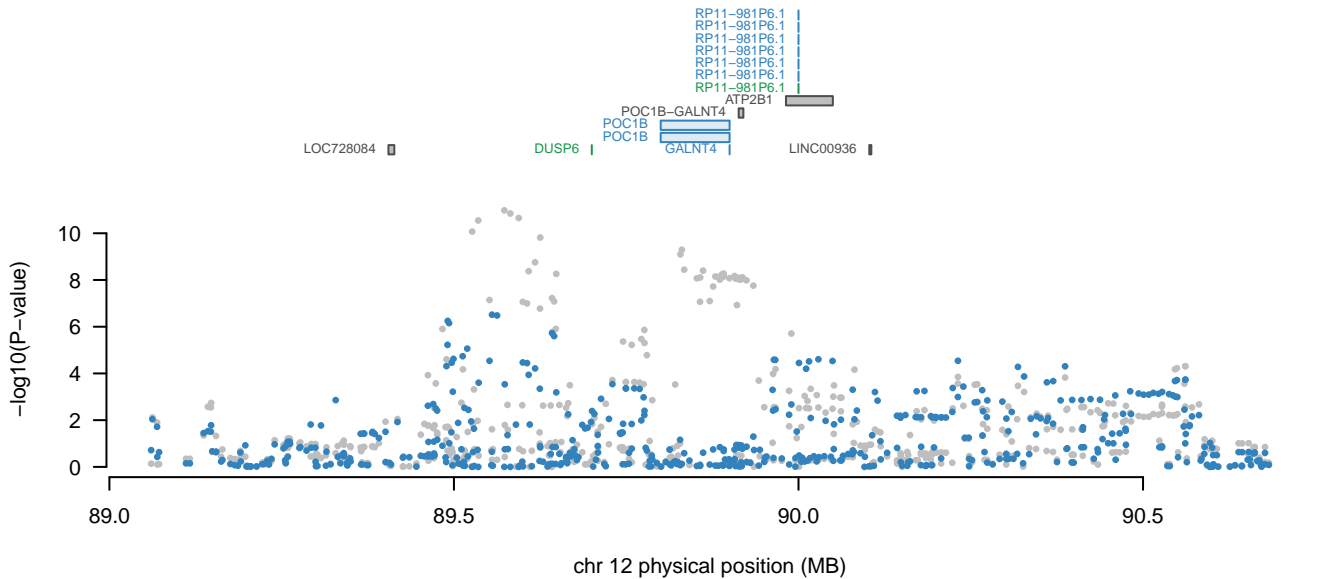 RP11−981P6.1
RP11−981P6.1
RP11−981P6.1
RP11−981P6.1
RP11−981P6.1
RP11−981P6.1
RP11−981P6.1
ATP2B1
POC1B−GALNT4
POC1B
POC1B
LOC728084 DUSP6 GALNT4 LINC00936
−log10(P−value)
10
8
6
4
2
0
89.0 89.5 90.0 90.5
chr 12 physical position (MB)